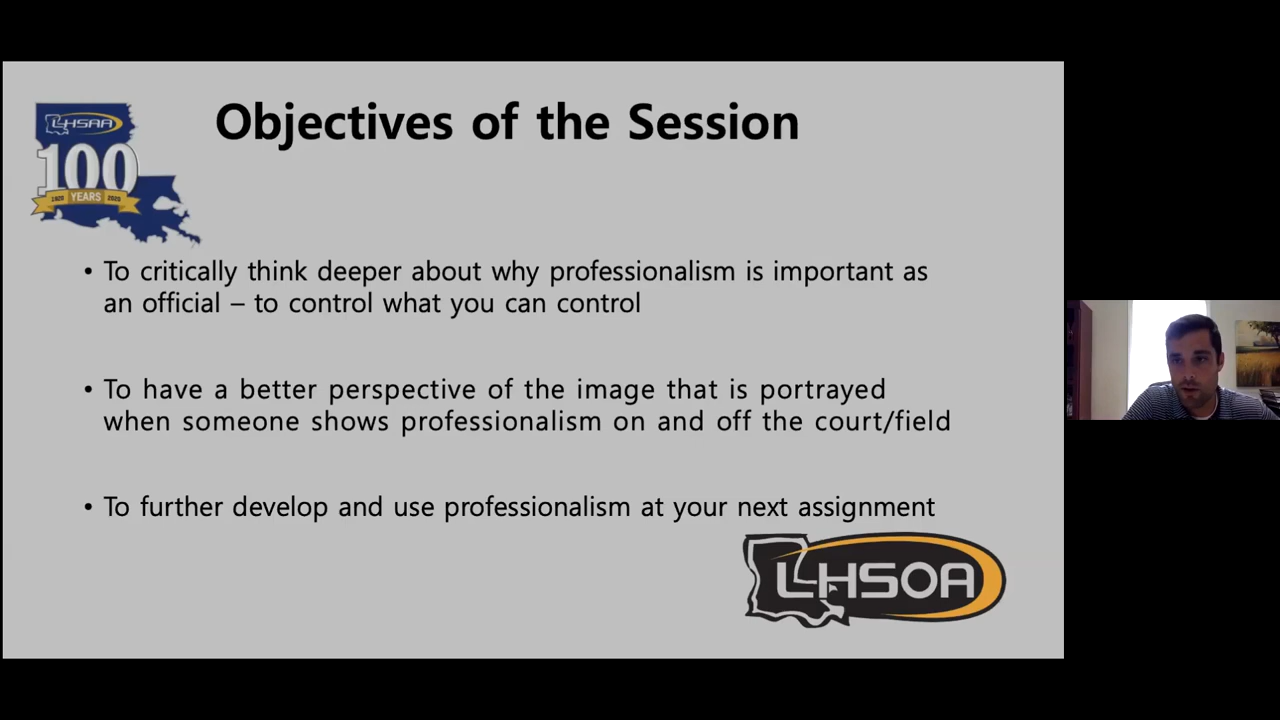 Objectives of the Session
LHSAA
100
1920 YEARS 2020
• To critically think deeper about why professionalism is important as
an official – to control what you can control
• To have a better perspective of the image that is portrayed
when someone shows professionalism on and off the court/field
• To further develop and use professionalism at your next assignment
LHSOA